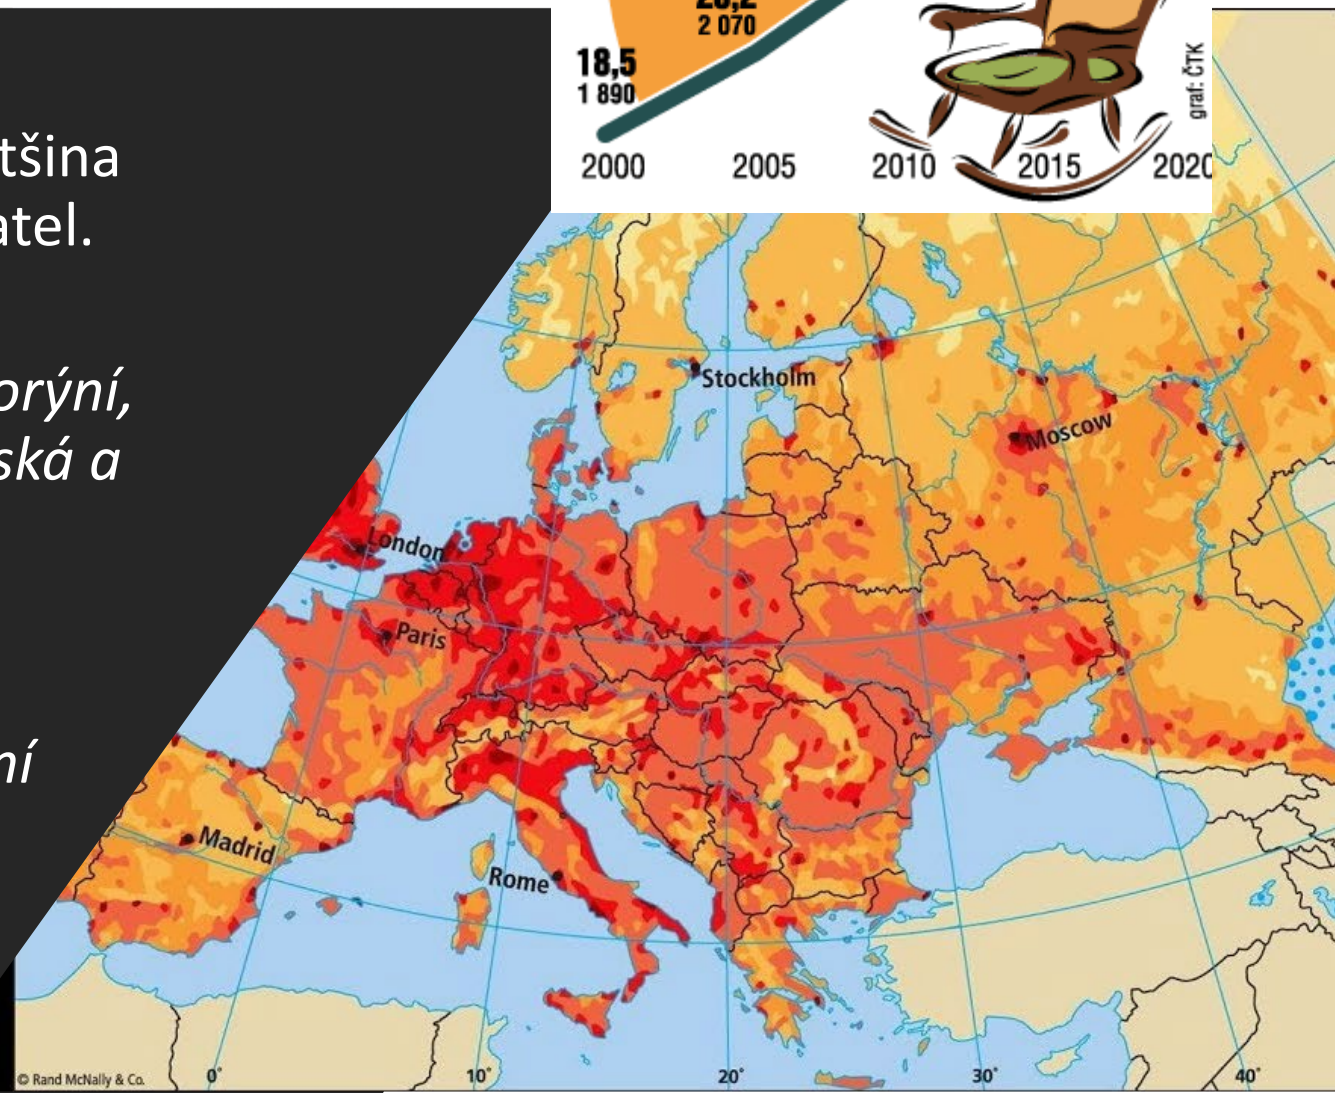 tšina
atel.
orýní,
ská a
ní
2 070
18,5
1 890
graf: ČTK
2000
2005
2010
2015
2020
Stockholm
Moscow
London
Paris
Madrid
Rome
© Rand McNally & Co.
0°
10°
20°
30°
40°